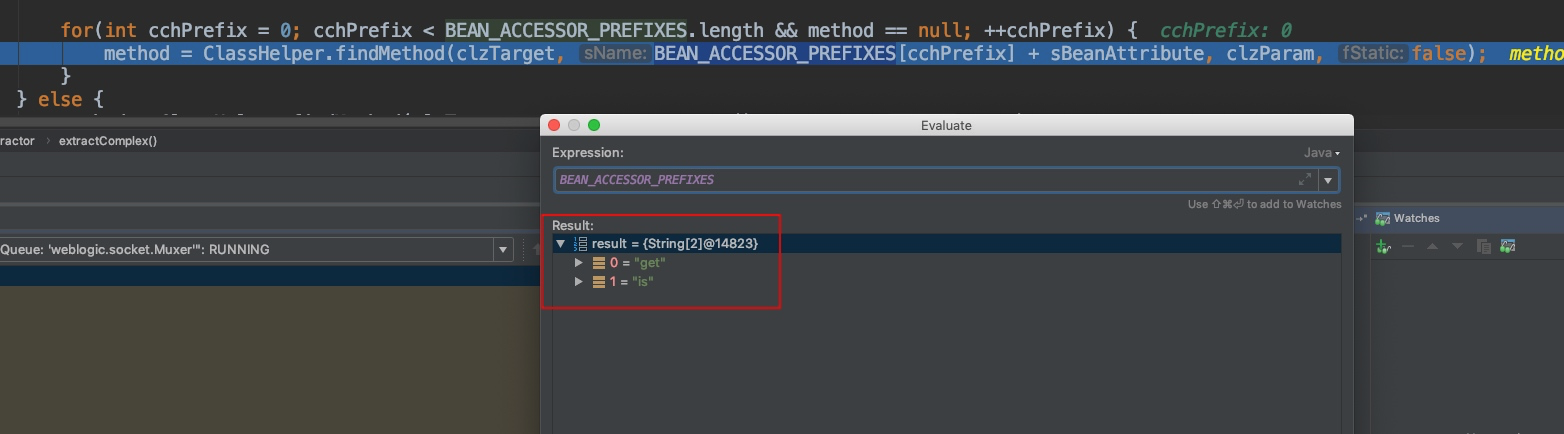 for(int cchPrefix = 0; cchPrefix < BEAN_ACCESSOR_PREFIXES.length && method == null; ++cchPrefix) { cchPrefix: 0
method = ClassHelper.findMethod(clzTarget, sName: BEAN_ACCESSOR_PREFIXES[cchPrefix] + sBeanAttribute, clzParam, fStatic: false); metho
}
} else {
Evaluate
ractor > extractComplex()
Expression:
Java
BEAN_ACCESSOR_PREFIXES
Use ⇧⌘⏎ to add to Watches
Result:
Watches
result = {String[2]@14823}
Queue: 'weblogic.socket.Muxer'": RUNNING
0 = "get"
1 = "is"